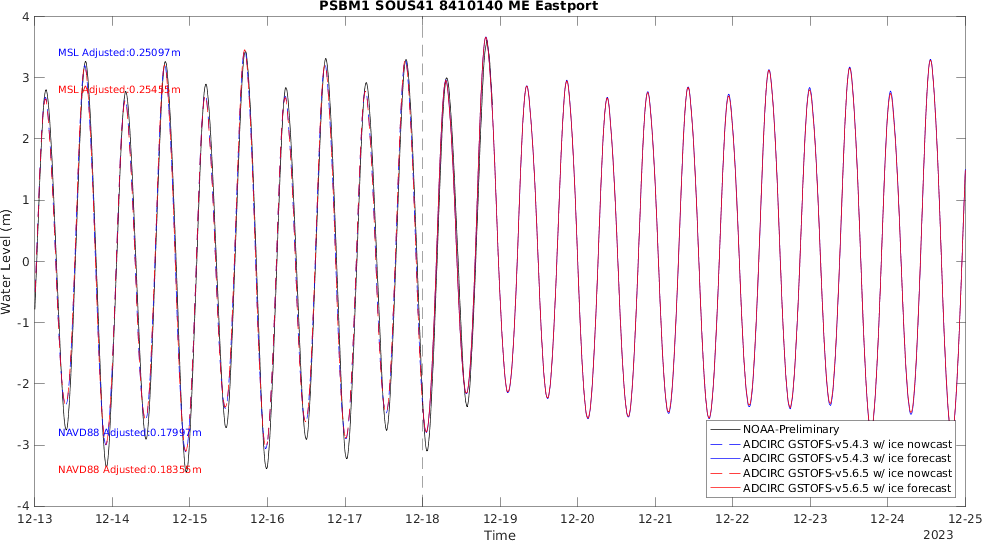 PSBM1 SOUS41 8410140 ME Eastport
4
3
2
1
0
-1
-2
-3
-4
Water Level (m)
MSL Adjusted:0.25097m
MSL Adjusted:0.25455m
NAVD88 Adjusted:0.17997m
NAVD88 Adjusted:0.18355m
NOAA-Preliminary
ADCIRC GSTOFS-v5.4.3 w/ ice nowcast
ADCIRC GSTOFS-v5.4.3 w/ ice forecast
ADCIRC GSTOFS-v5.6.5 w/ ice nowcast
ADCIRC GSTOFS-v5.6.5 w/ ice forecast
12-13 12-14 12-15 12-16 12-17 12-18 12-19 12-20 12-21 12-22 12-23 12-24 12-25
Time
2023